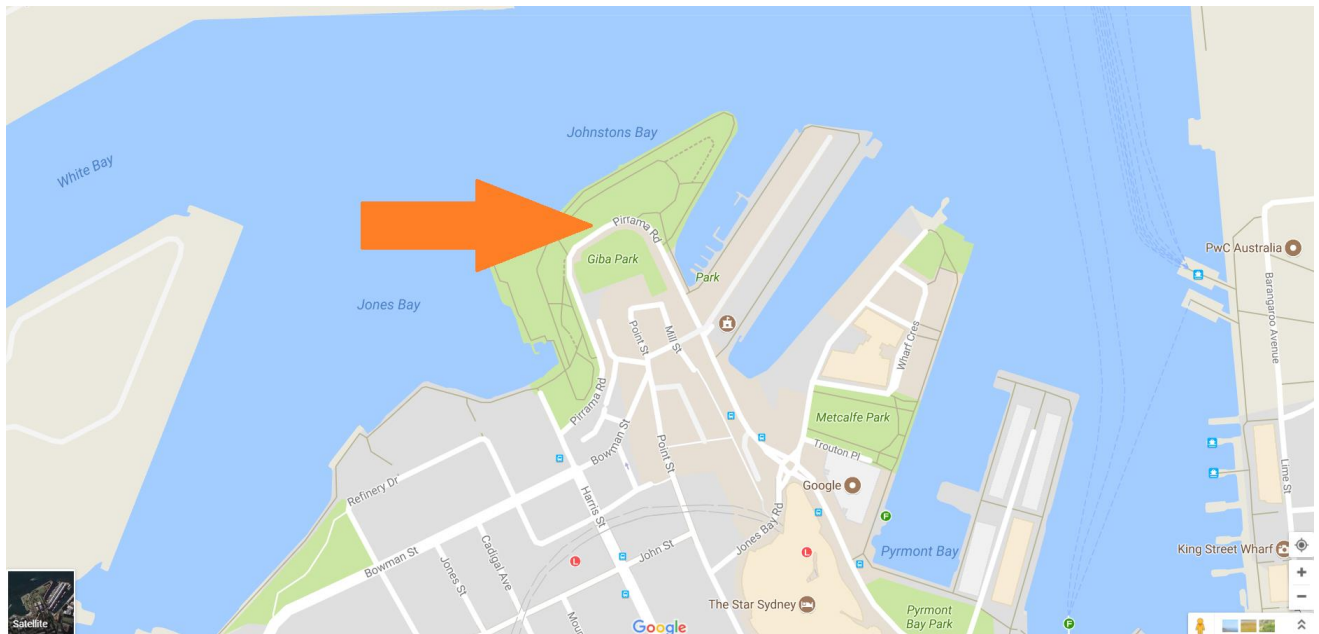 Johnstons Bay
White Bay
Pirrama Rd
PwC Australia
Giba Park
Park
Jones Bay
Barangaroo Avenue
Point St
Mill St
Wharf Cres
Pirrama Rd
Metcalfe Park
Bowman St
Point St
Trouton Pl
Lime St
Refinery Dr
Google
Harris St
Jones Bay Rd
Pyrmont Bay
King Street Wharf
Cadigal Ave
John St
Bowman St
Jones St
L
L
F
The Star Sydney
Pyrmont
Bay Park
F
Satellite
Mou
Google